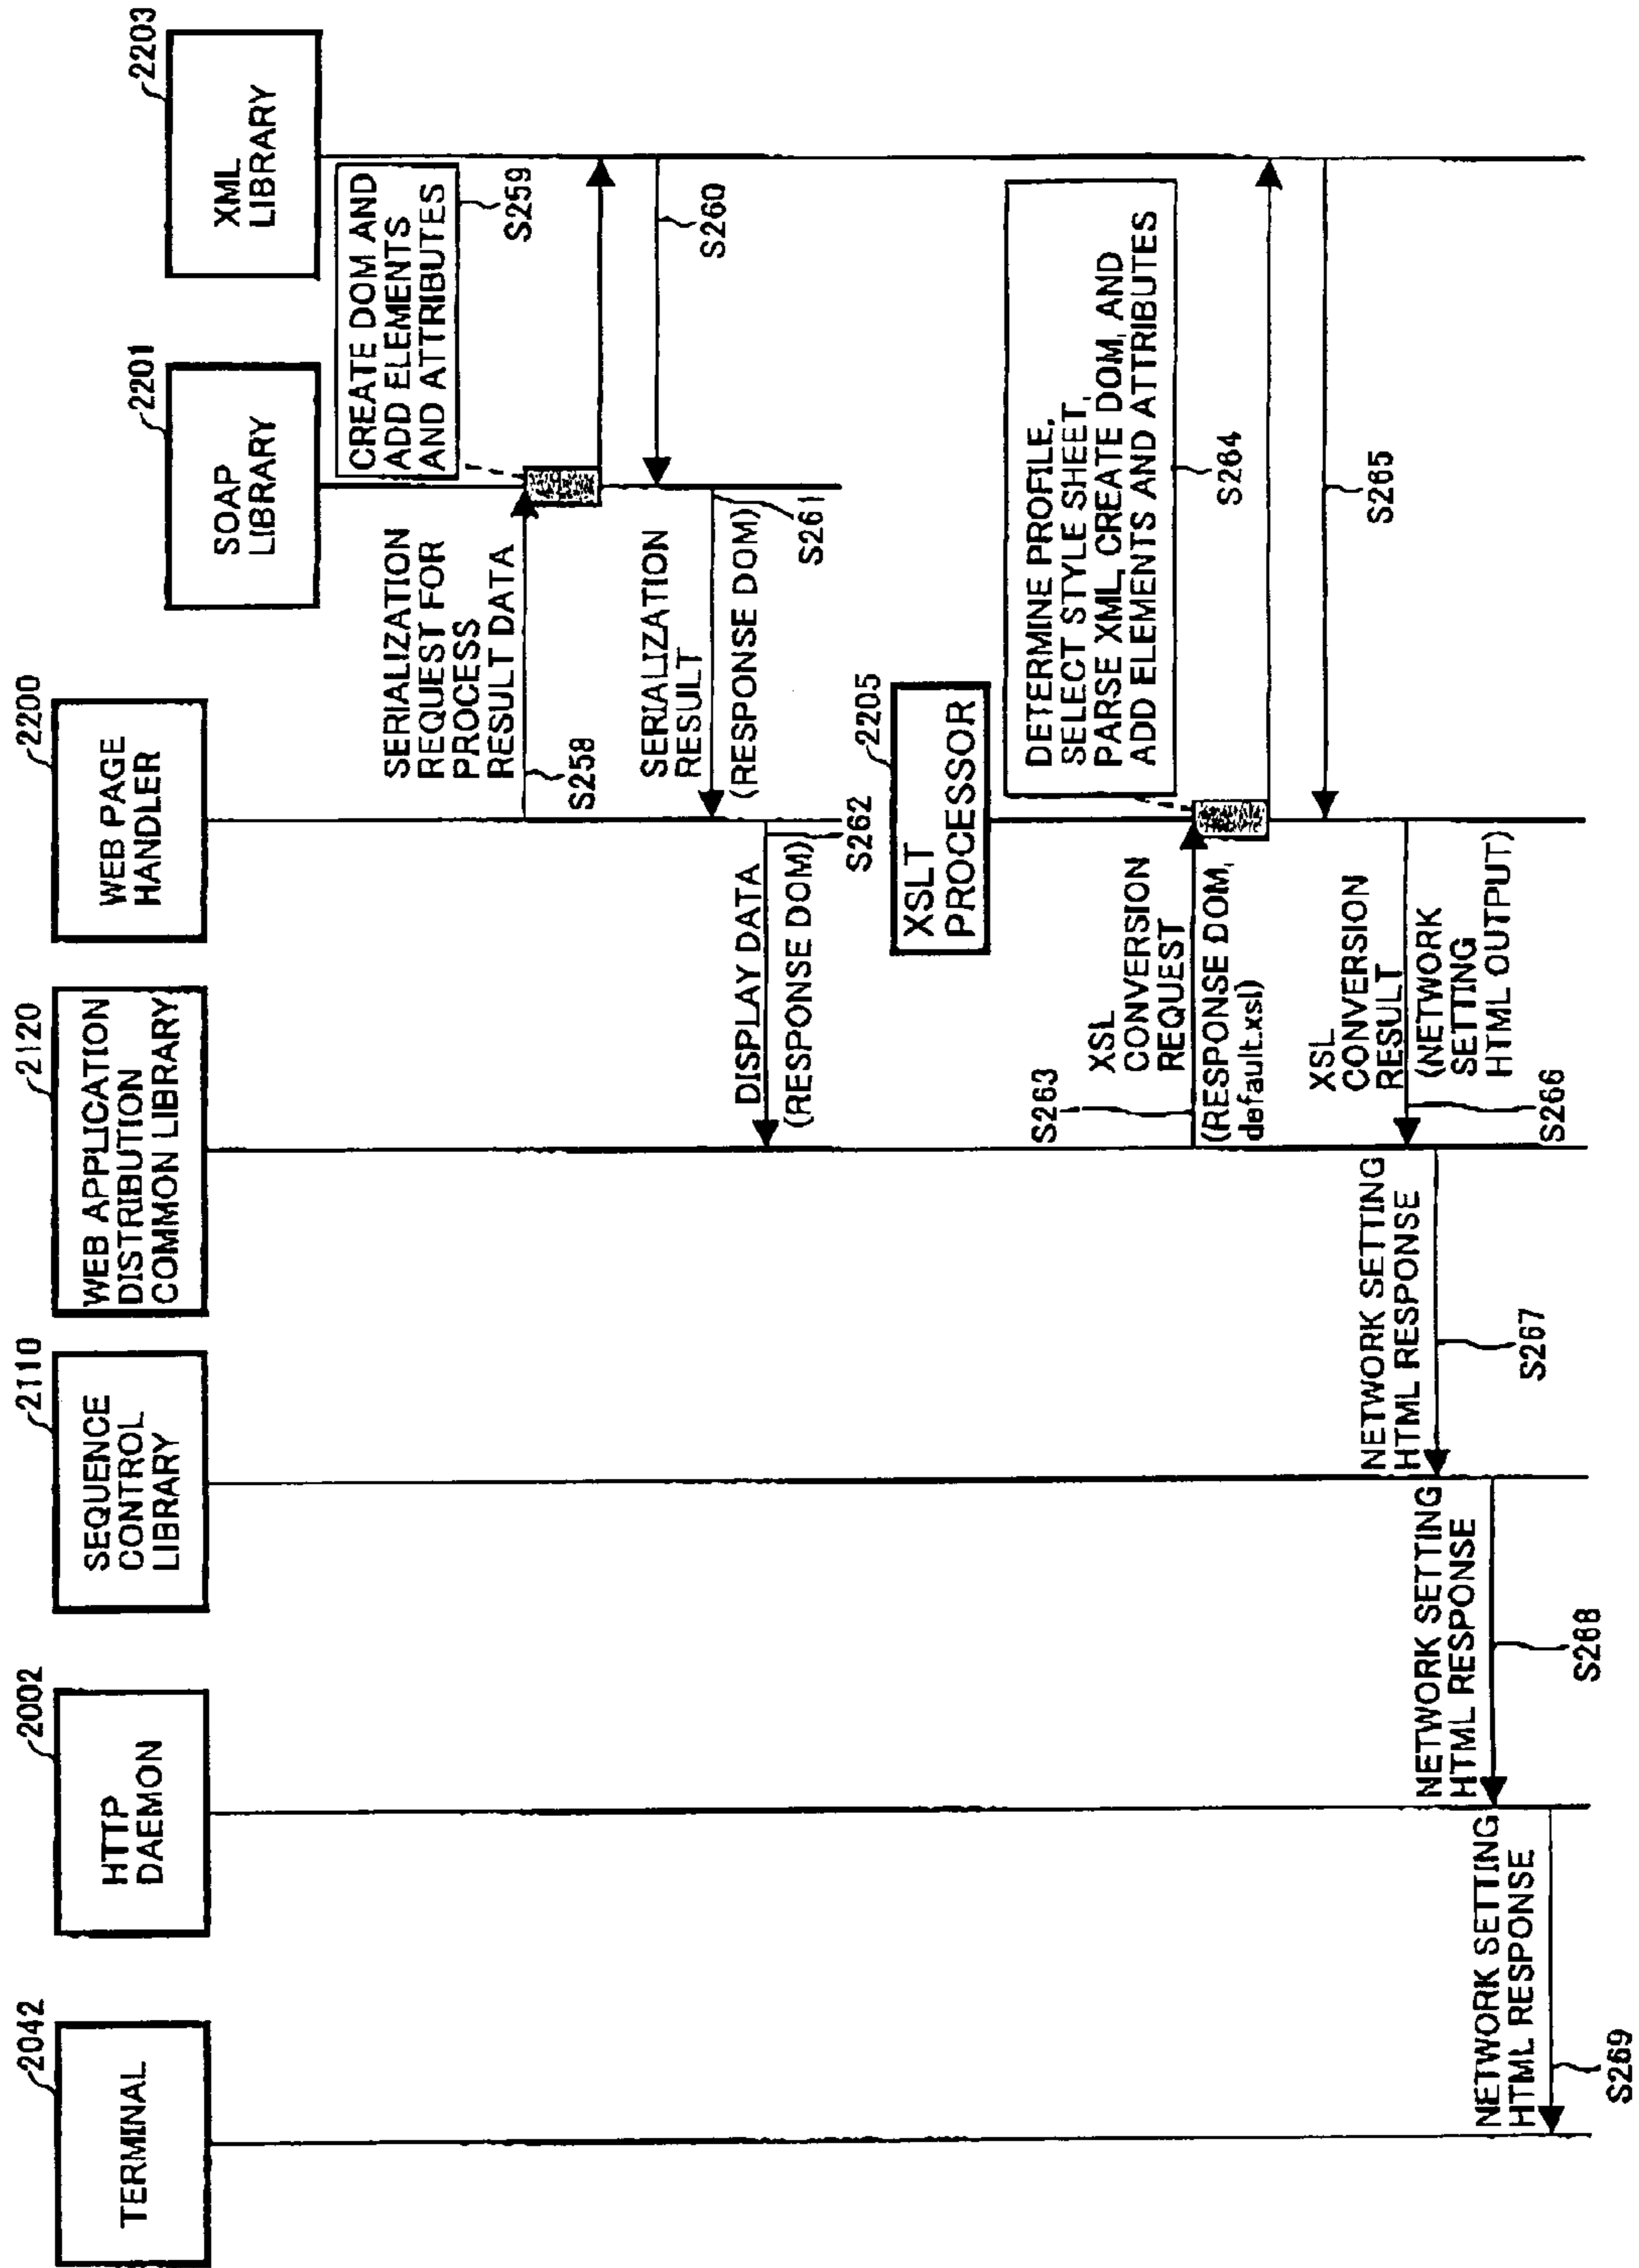 2042
TERMINAL
2002
HTTP
DAEMON
2110
SEQUENCE
CONTROL
LIBRARY
2120
WEB APPLICATION
DISTRIBUTION
COMMON LIBRARY
2200
WEB PAGE
HANDLER
2201
SOAP
LIBRARY
2203
XML
LIBRARY
CREATE DOM AND
ADD ELEMENTS
AND ATTRIBUTES
S259
SERIALIZATION
REQUEST FOR
PROCESS
RESULT DATA
S258
S260
SERIALIZATION
RESULT
(RESPONSE DOM)
S261
DISPLAY DATA
(RESPONSE DOM)
S262
2205
XSLT
PROCESSOR
DETERMINE PROFILE,
SELECT STYLE SHEET,
PARSE XML, CREATE DOM, AND
ADD ELEMENTS AND ATTRIBUTES
S264
S263
XSL
CONVERSION
REQUEST
(RESPONSE DOM,
default.xsl)
S265
XSL
CONVERSION
RESULT
(NETWORK
SETTING
HTML OUTPUT)
S266
NETWORK SETTING
HTML RESPONSE
S267
NETWORK SETTING
HTML RESPONSE
S268
NETWORK SETTING
HTML RESPONSE
S269